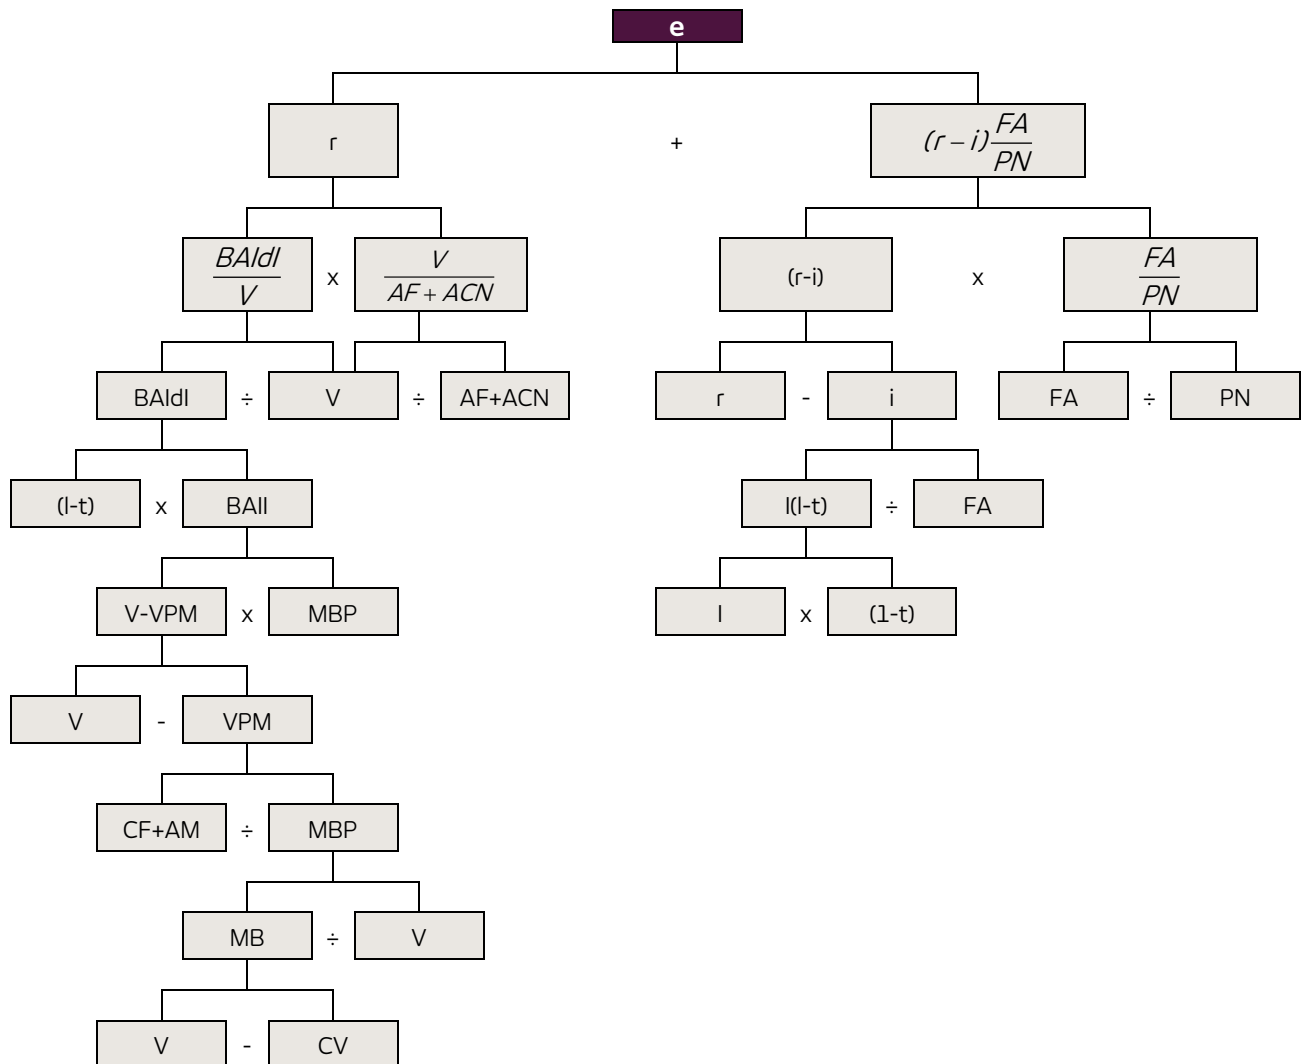 e
r + (r – i) FA
PN
BAIdI
V
x
V
AF + ACN
(r-i) x
FA
PN
BAIdI ÷ V ÷ AF+ACN r - i FA ÷ PN
(l-t) x BAII I(l-t) ÷ FA
V-VPM x MBP I x (1-t)
V - VPM
CF+AM ÷ MBP
MB ÷ V
V - CV